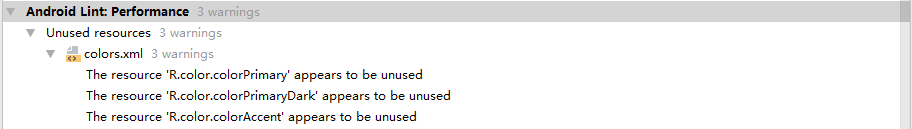 Android Lint: Performance 3 warnings
Unused resources 3 warnings
colors.xml 3 warnings
The resource 'R.color.colorPrimary' appears to be unused
The resource 'R.color.colorPrimaryDark' appears to be unused
The resource 'R.color.colorAccent' appears to be unused